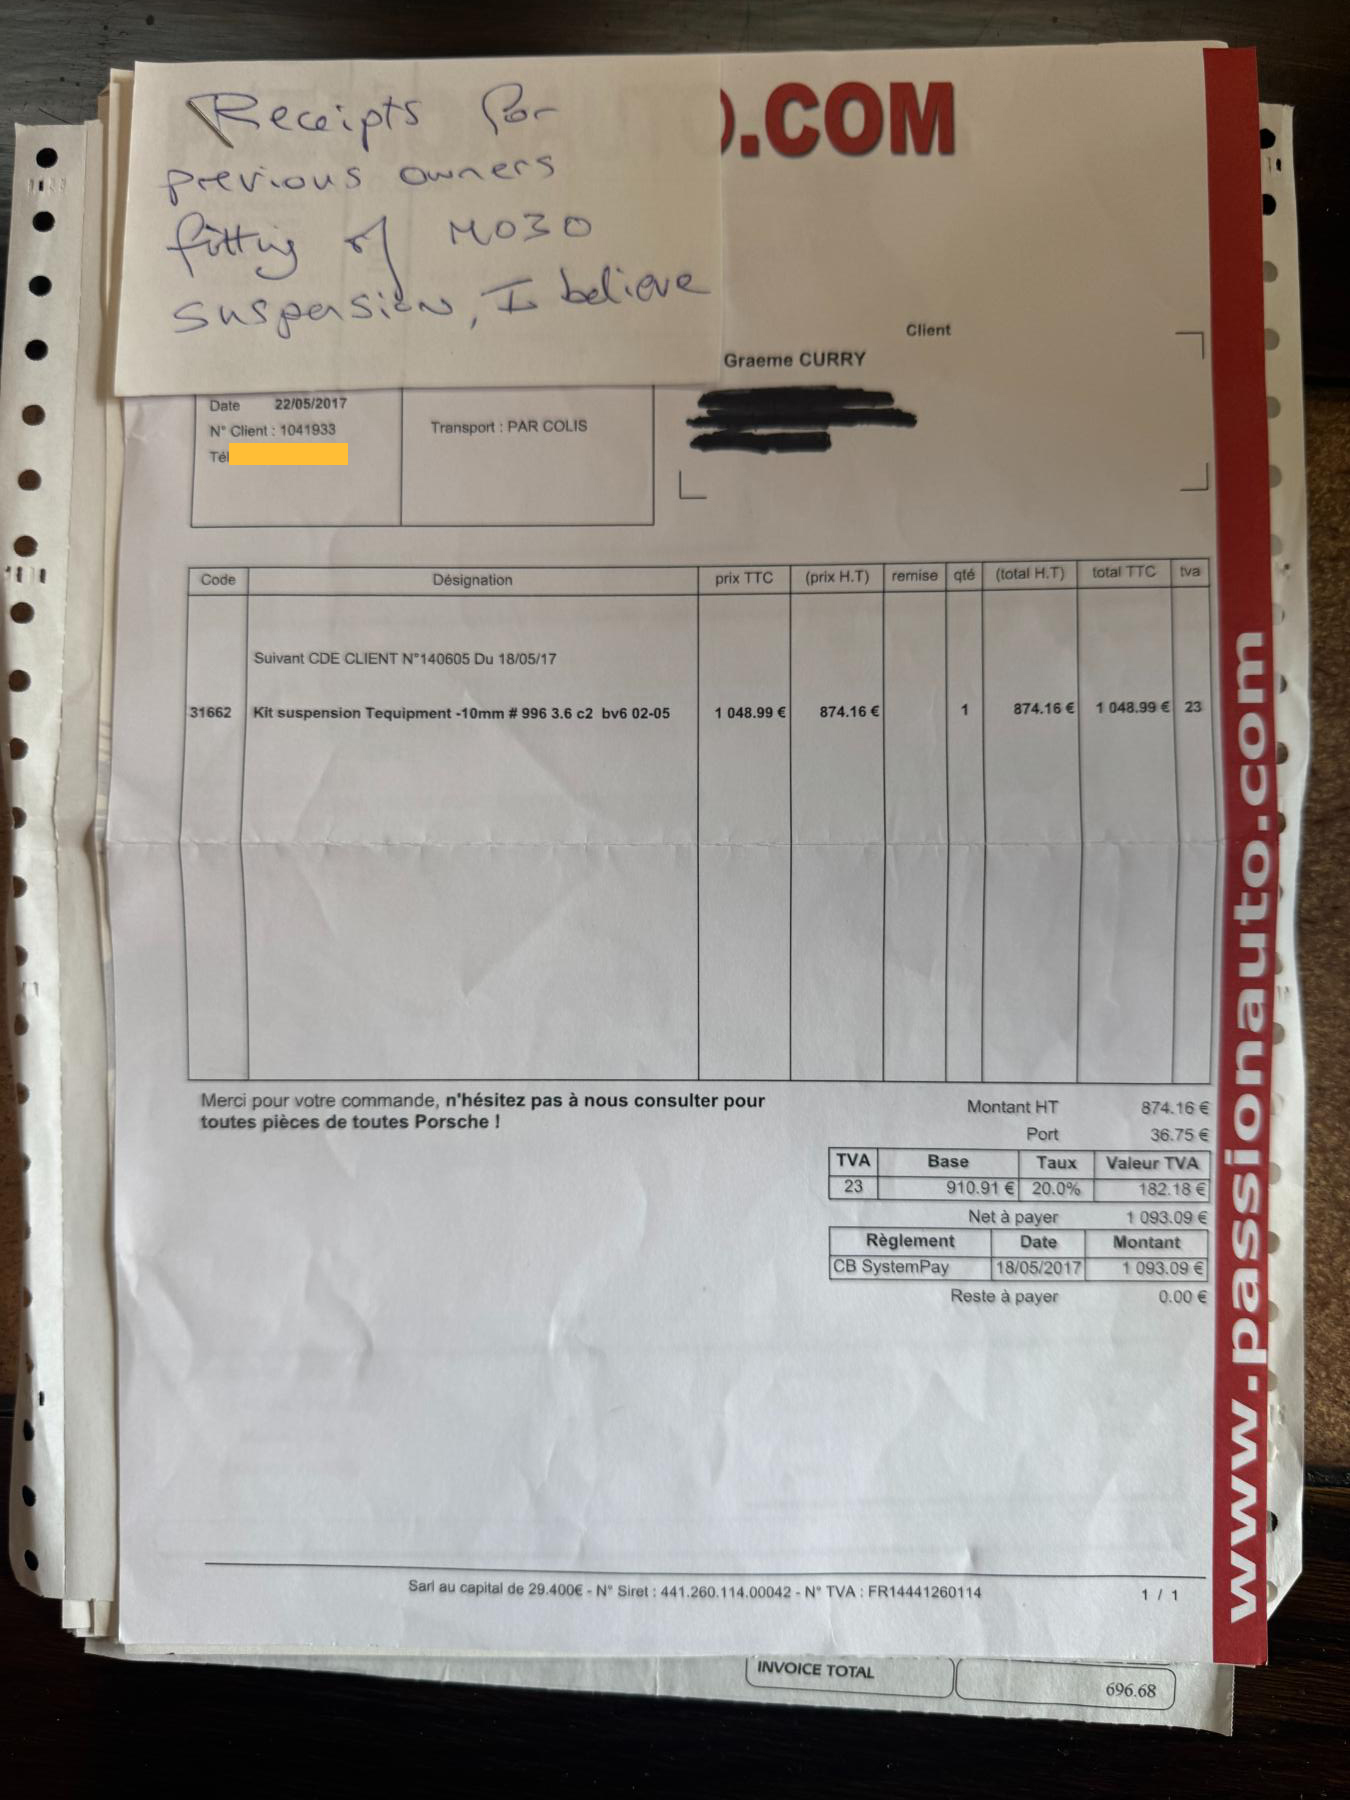 Receipts for
previous owners
fitting of M030
suspension, I believe
O.COM
Client
Graeme CURRY
Date 22/05/2017
N° Client : 1041933
Tél
Transport : PAR COLIS
Code Désignation prix TTC (prix H.T) remise qté (total H.T) total TTC tva
Suivant CDE CLIENT N°140605 Du 18/05/17
31662 Kit suspension Tequipment -10mm # 996 3.6 c2 bv6 02-05 1 048.99 € 874.16 € 1 874.16 € 1 048.99 € 23
Merci pour votre commande, n'hésitez pas à nous consulter pour
toutes pièces de toutes Porsche !
Montant HT 874.16 €
Port 36.75 €
TVA Base Taux Valeur TVA
23 910.91 € 20.0% 182.18 €
Net à payer 1 093.09 €
Règlement Date Montant
CB SystemPay 18/05/2017 1 093.09 €
Reste à payer 0.00 €
Sarl au capital de 29.400€ - N° Siret : 441.260.114.00042 - N° TVA : FR14441260114
1 / 1
www.passionauto.com
INVOICE TOTAL 696.68